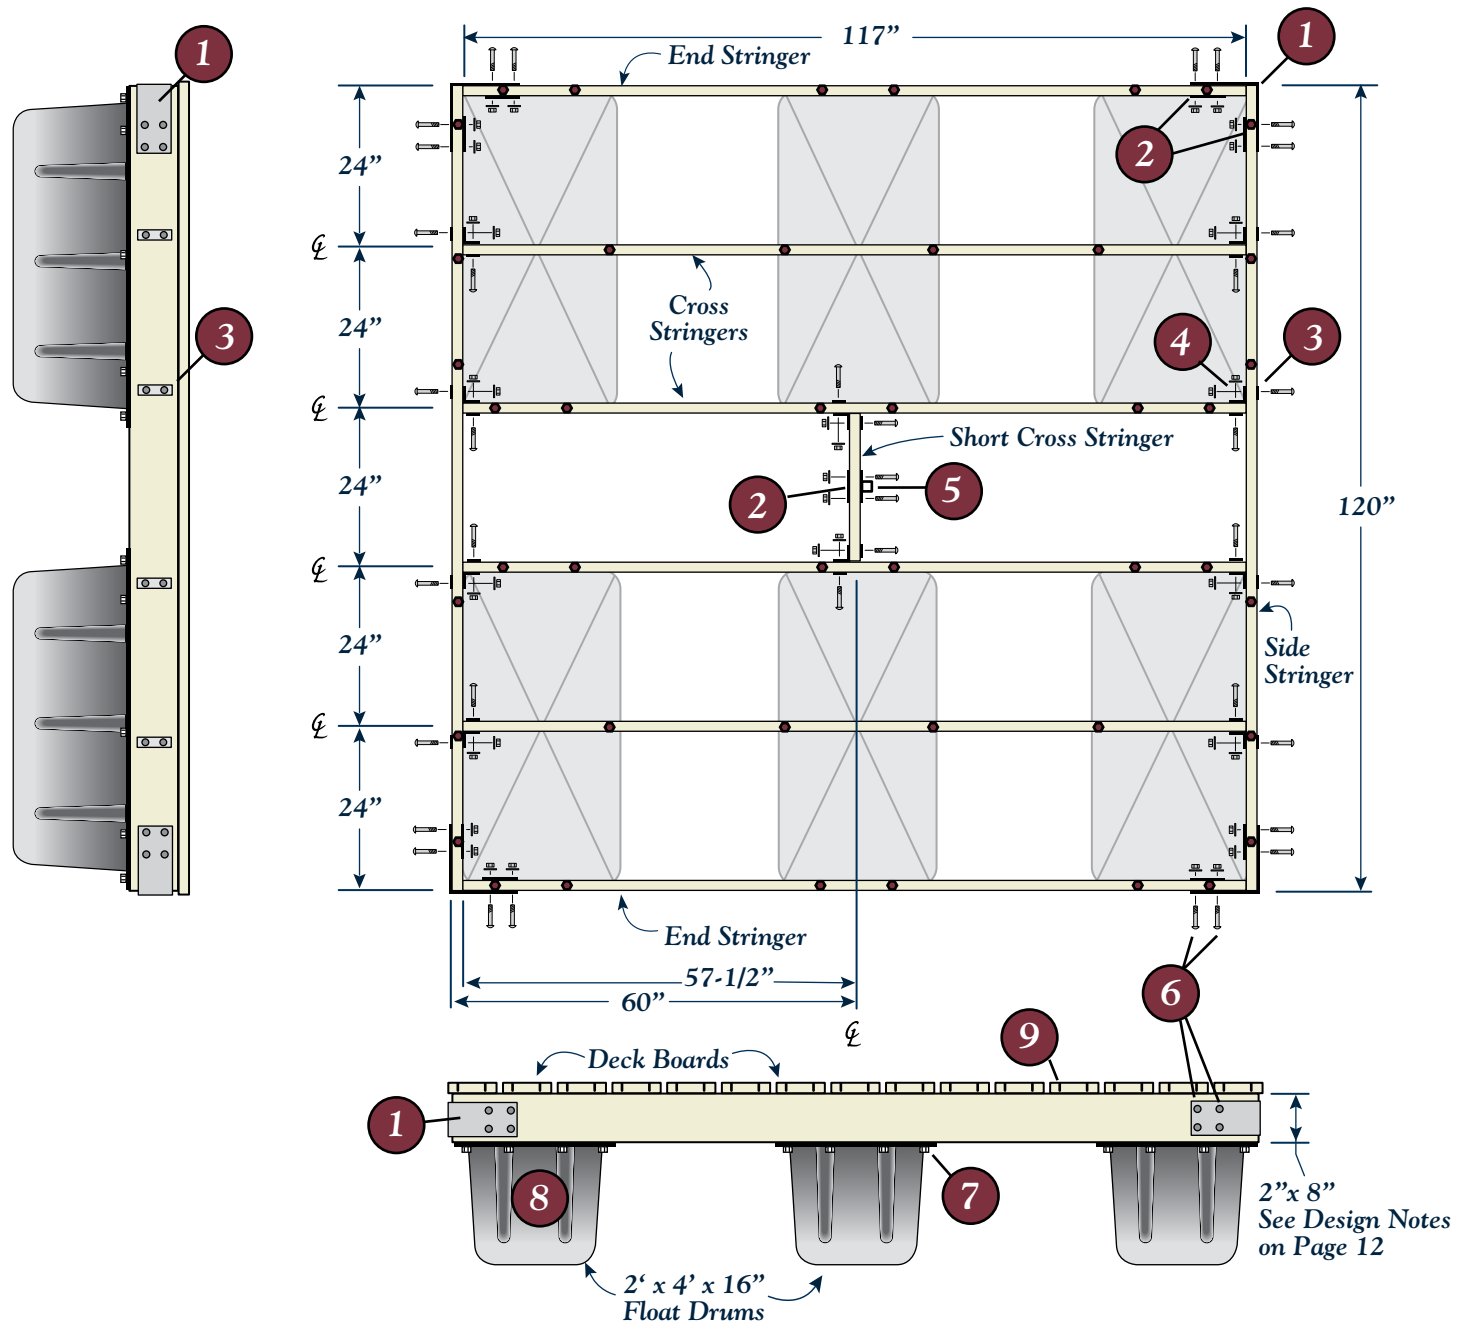 1
117”
End Stringer
1
2
24”
℄
3
24”
Cross
Stringers
4
3
℄
24”
Short Cross Stringer
2
5
120”
℄
24”
Side
Stringer
℄
24”
End Stringer
57-1/2”
60”
℄
6
9
Deck Boards
1
8
7
2”x 8”
See Design Notes
on Page 12
2‘ x 4’ x 16”
Float Drums